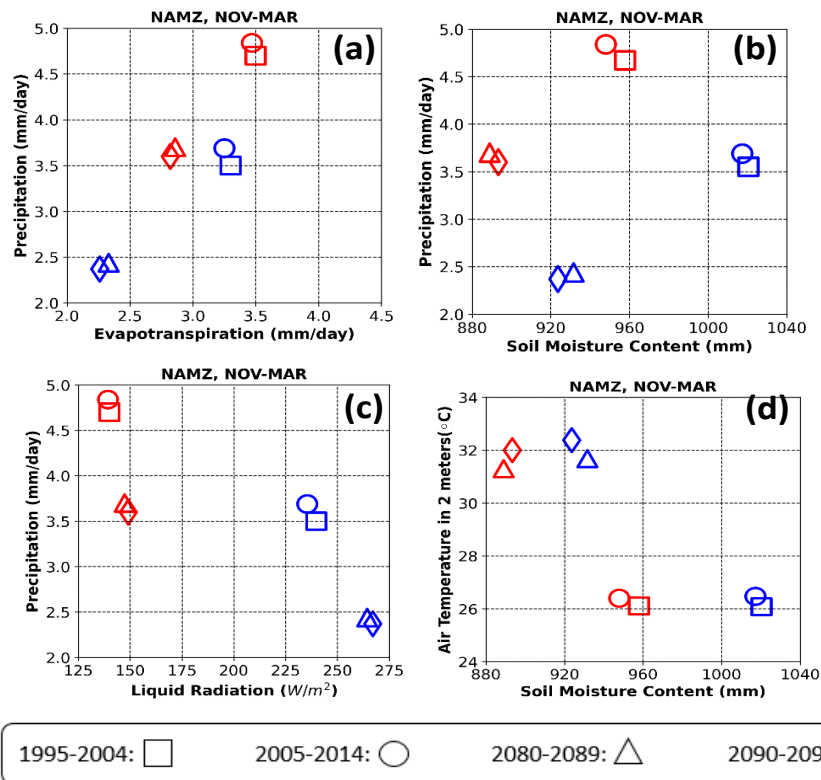 NAMZ, NOV-MAR
(a)
Precipitation (mm/day)
5.0
4.5
4.0
3.5
3.0
2.5
2.0
2.0 2.5 3.0 3.5 4.0 4.5
Evapotranspiration (mm/day)
NAMZ, NOV-MAR
(b)
Precipitation (mm/day)
5.0
4.5
4.0
3.5
3.0
2.5
2.0
880 920 960 1000 1040
Soil Moisture Content (mm)
NAMZ, NOV-MAR
(c)
Precipitation (mm/day)
5.0
4.5
4.0
3.5
3.0
2.5
2.0
125 150 175 200 225 250 275
Liquid Radiation (W/m²)
NAMZ, NOV-MAR
(d)
Air Temperature in 2 meters(◦C)
34
32
30
28
26
24
880 920 960 1000 1040
Soil Moisture Content (mm)
1995-2004: 2005-2014: 2080-2089: 2090-209